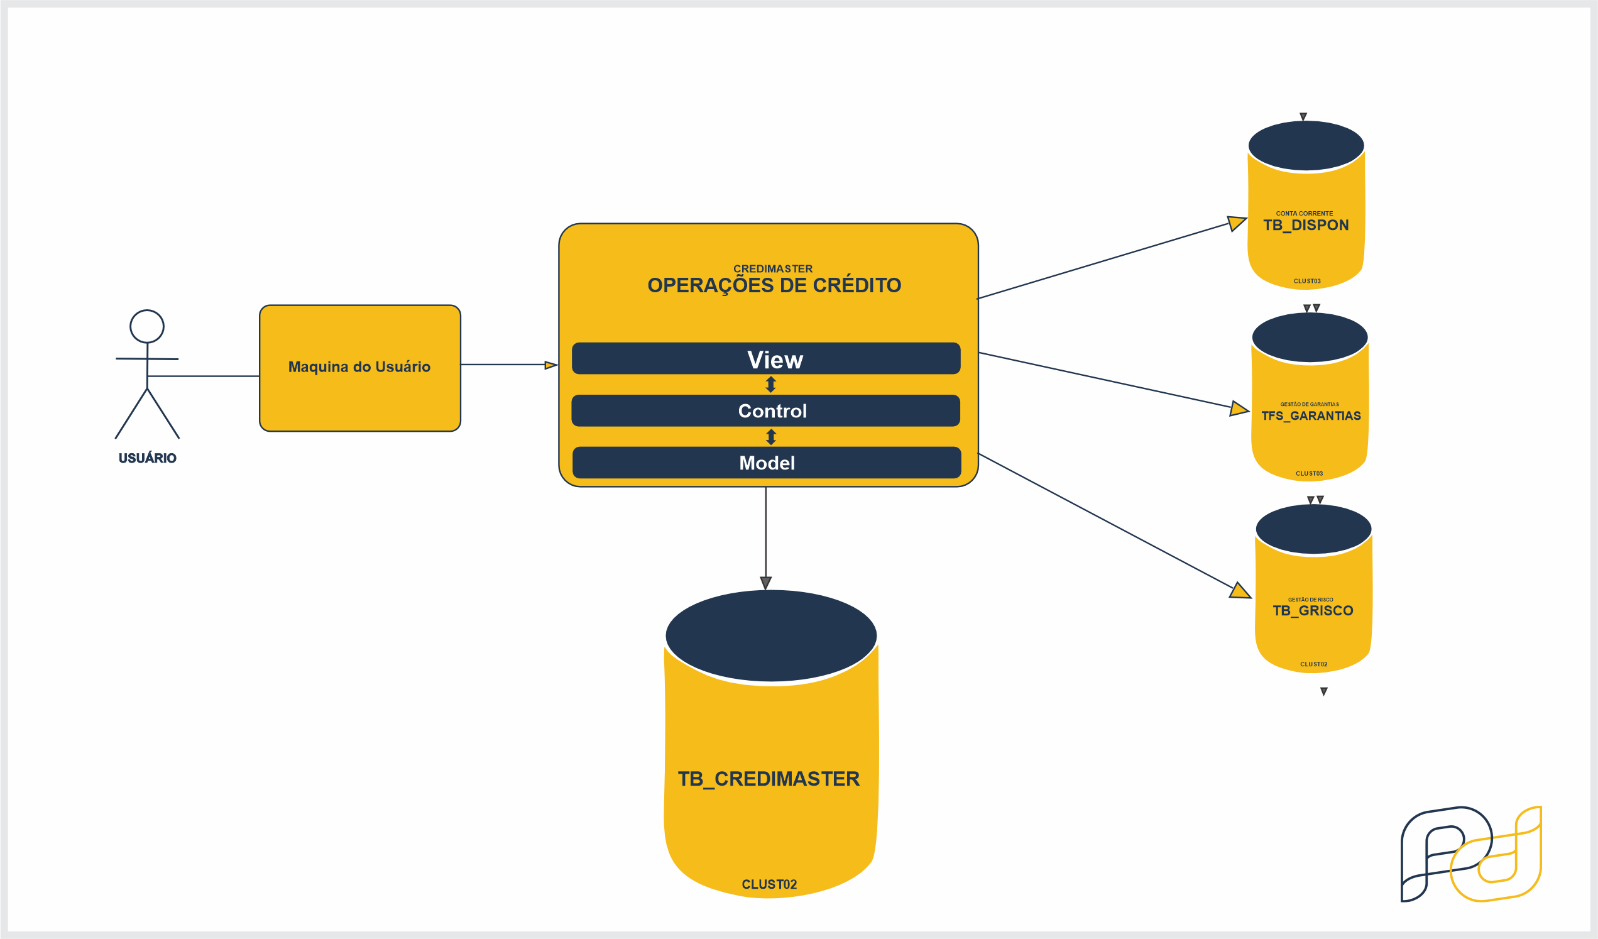 USUÁRIO
Maquina do Usuário
CREDIMASTER
OPERAÇÕES DE CRÉDITO
View
Control
Model
TB_CREDIMASTER
CLUST02
CONTA CORRENTE
TB_DISPON
CLUST03
GESTÃO DE GARANTIAS
TFS_GARANTIAS
CLUST03
GESTÃO DE RISCO
TB_GRISCO
CLUST02